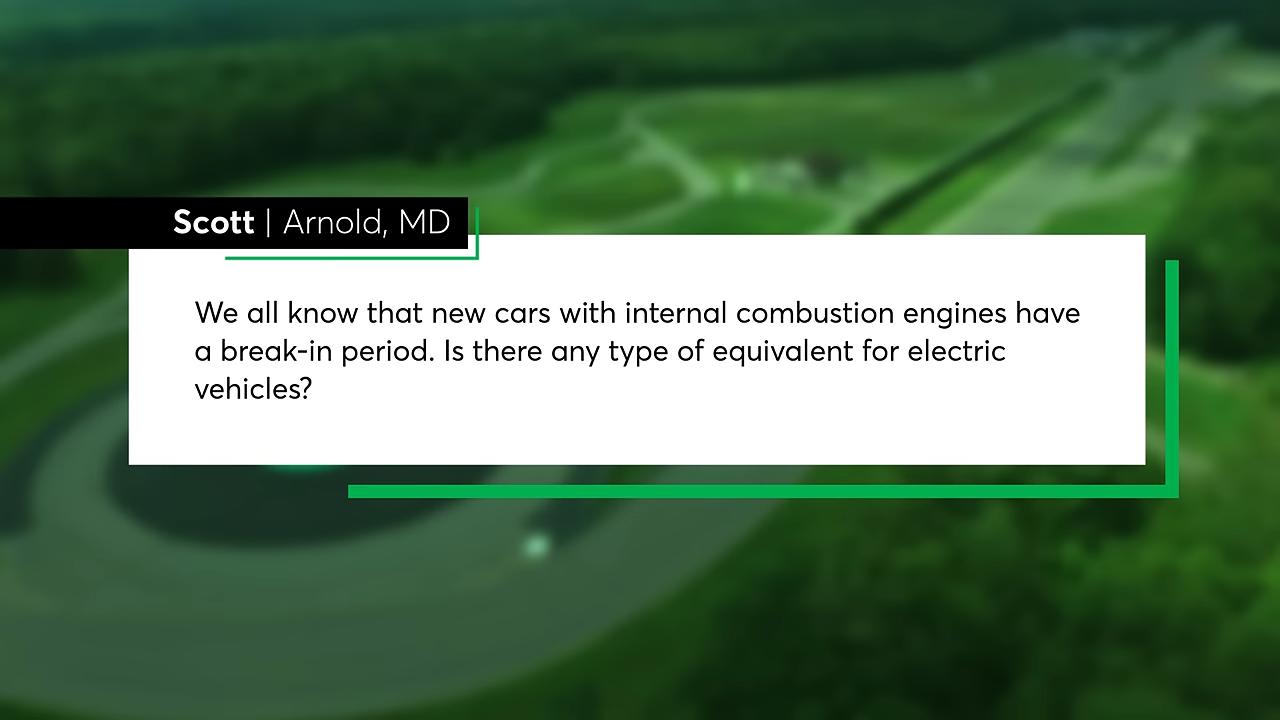 Scott | Arnold, MD
We all know that new cars with internal combustion engines have
a break-in period. Is there any type of equivalent for electric
vehicles?